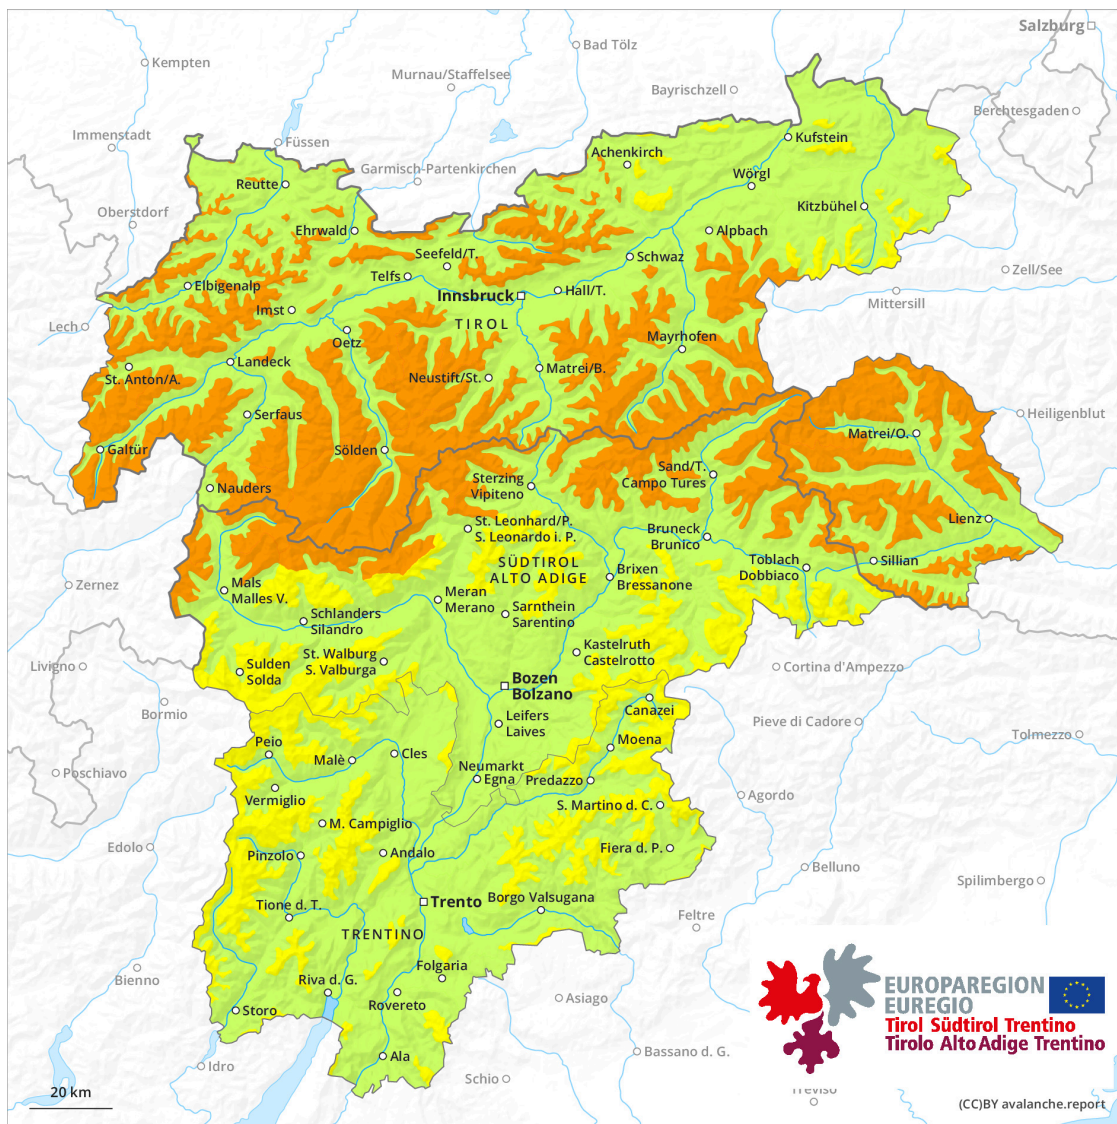 Salzburg
Bad Tölz
Kempten
Murnau/Staffelsee
Bayrischzell
Berchtesgaden
Immenstadt
Füssen
Kufstein
Achenkirch
Garmisch-Partenkirchen
Wörgl
Reutte
Oberstdorf
Kitzbühel
Ehrwald
Alpbach
Seefeld/T.
Schwaz
Zell/See
Telfs
Elbigenalp
Innsbruck
Hall/T.
Mittersill
Imst
TIROL
Lech
Oetz
Mayrhofen
Landeck
Matrei/B.
St. Anton/A.
Neustift/St.
Serfaus
Heiligenblut
Matrei/O.
Galtür
Sölden
Sand/T.
Campo Tures
Sterzing
Vipiteno
Nauders
Lienz
St. Leonhard/P.
S. Leonardo i. P.
Bruneck
Brunico
SÜDTIROL
ALTO ADIGE
Toblach
Dobbiaco
Sillian
Brixen
Bressanone
Zernez
Mals
Malles V.
Meran
Merano
Schlanders
Silandro
Sarnthein
Sarentino
Kastelruth
Castelrotto
St. Walburg
S. Valburga
Livigno
Sulden
Solda
Cortina d'Ampezzo
Bozen
Bolzano
Bormio
Canazei
Leifers
Laives
Pieve di Cadore
Tolmezzo
Peio
Moena
Cles
Malè
Poschiavo
Neumarkt
Egna
Predazzo
Vermiglio
Agordo
S. Martino d. C.
M. Campiglio
Edolo
Pinzolo
Andalo
Fiera d. P.
Belluno
Spilimbergo
Tione d. T.
Trento
Borgo Valsugana
Feltre
TRENTINO
Folgaria
Bienno
Riva d. G.
Rovereto
Asiago
Storo
EUROPAREGION
EUREGIO
Tirol Südtirol Trentino
Tirolo Alto Adige Trentino
Ala
Bassano d. G.
Idro
Schio
Treviso
20 km
(CC)BY avalanche.report